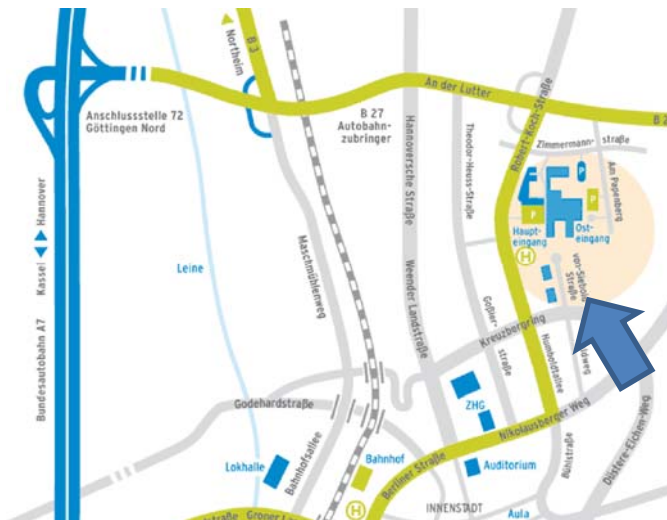 Northeim
B 3
An der Lutter
B 2
Anschlussstelle 72
Göttingen Nord
B 27
Autobahn-
zubringer
Hannoversche Straße
Theodor-Heuss-Straße
Robert-Koch-Straße
Zimmermann-
straße
Am Papenberg
P
P
P
Haupt-
eingang
Ost-
eingang
H
Kassel
Hannover
Leine
Maschmühlenweg
Weender Landstraße
Goßler-
straße
Kreuzbergring
Humboldtallee
von-Siebold-
Straße
Bundesautobahn A7
Godehardstraße
ZHG
Nikolausberger Weg
Düstere-Eichen-Weg
Lokhalle
Bahnhofsallee
Bahnhof
Berliner Straße
Auditorium
Bühlstraße
H
INNENSTADT
Aula